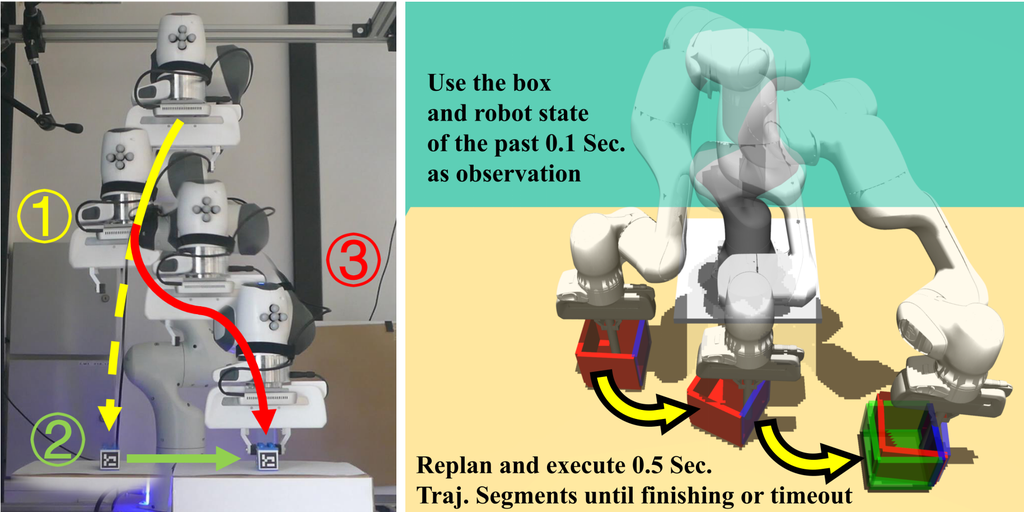 ①
②
③
Use the box
and robot state
of the past 0.1 Sec.
as observation
Replan and execute 0.5 Sec.
Traj. Segments until finishing or timeout